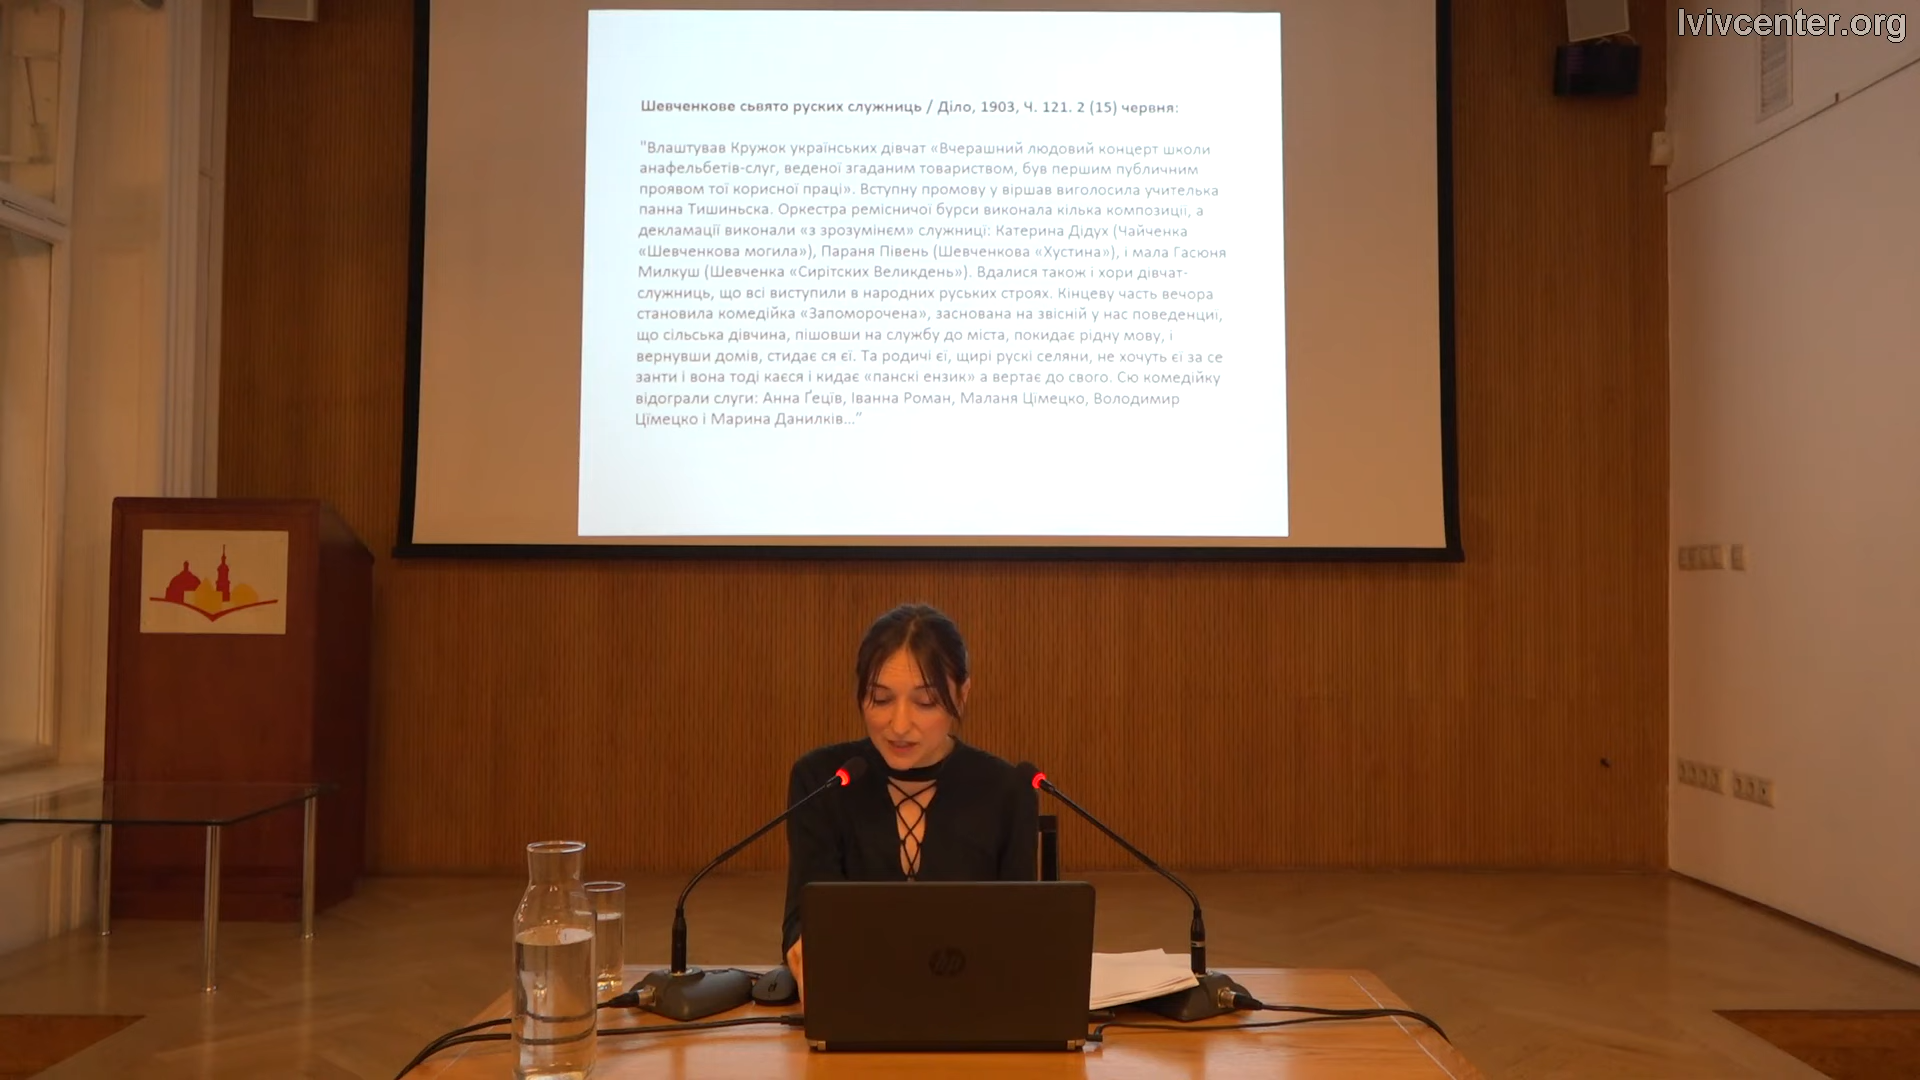 lvivcenter.org
Шевченкове сьвято руских служниць / Діло, 1903, Ч. 121. 2 (15) червня:
"Влаштував Кружок українських дівчат «Вчерашний людовий концерт школи
анафельбетів-слуг, веденої згаданим товариством, був першим публичним
проявом тої корисної праці». Вступну промову у віршав виголосила учителька
панна Тишиньска. Оркестра ремісничої бурси виконала кілька композиції, а
декламації виконали «з зрозумінєм» служниці: Катерина Дідух (Чайченка
«Шевченкова могила»), Параня Півень (Шевченкова «Хустина»), і мала Гасюня
Милкуш (Шевченка «Сирітских Великдень»). Вдалися також і хори дівчат-
служниць, що всі виступили в народних руських строях. Кінцеву часть вечора
становила комедійка «Запоморочена», заснована на звісній у нас поведенциї,
що сільська дівчина, пішовши на службу до міста, покидає рідну мову, і
вернувши домів, стидає ся єї. Та родичі єї, щирі рускі селяни, не хочуть єї за се
занти і вона тоді каєся і кидає «панскі ензик» а вертає до свого. Сю комедійку
відограли слуги: Анна Ґеців, Іванна Роман, Маланя Цімецко, Володимир
Цїмецко і Марина Данилків..."
hp